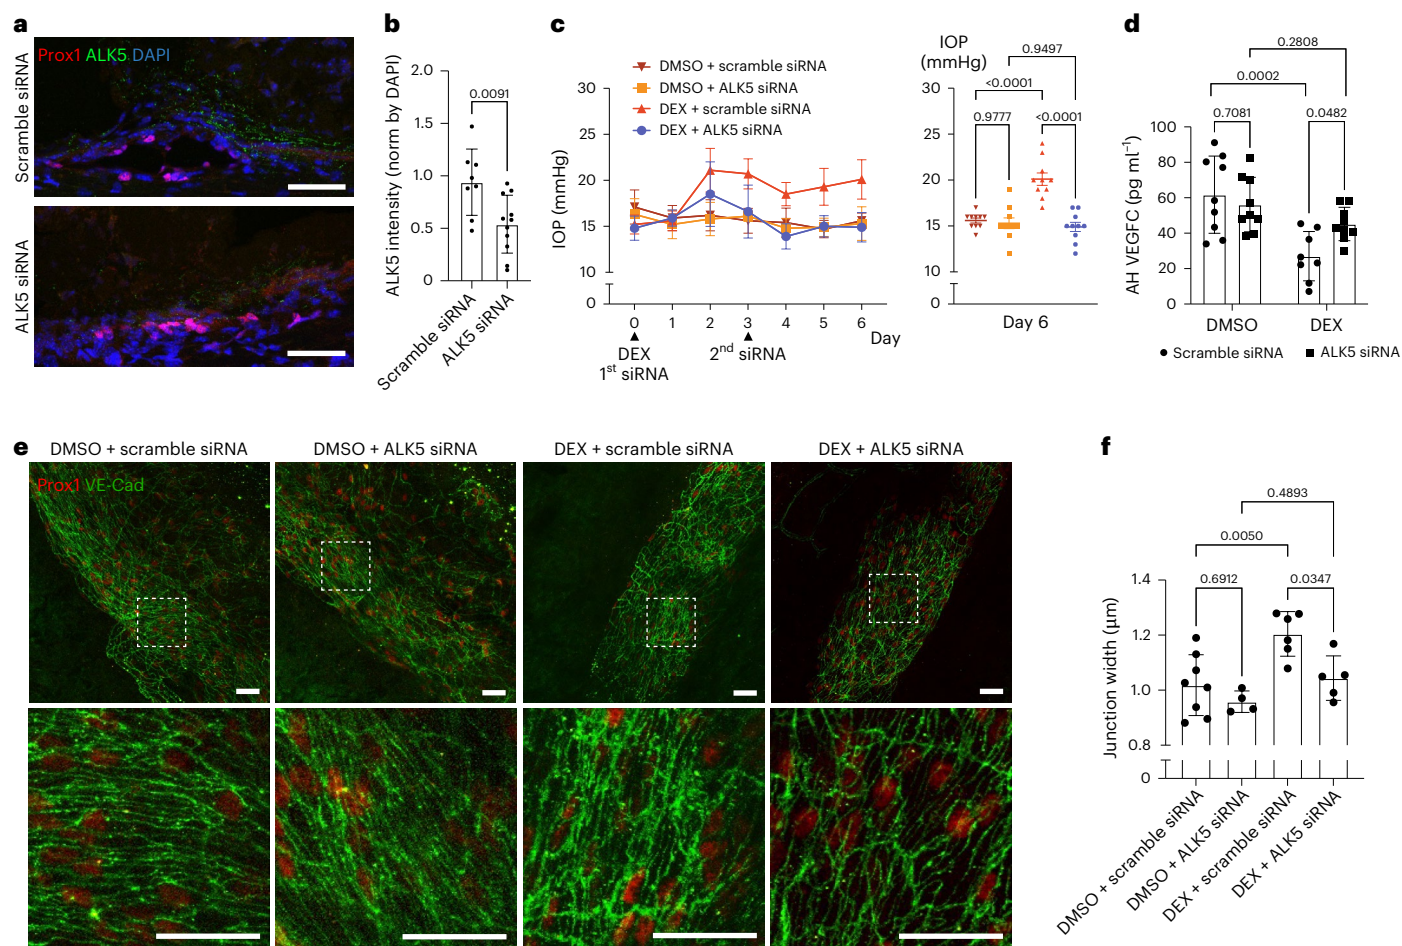 a
Scramble siRNA
Prox1 ALK5 DAPI
ALK5 siRNA
b
ALK5 intensity (norm by DAPI)
2.0
1.5
1.0
0.5
0
0.0091
Scramble siRNA
ALK5 siRNA
c
DMSO + scramble siRNA
DMSO + ALK5 siRNA
DEX + scramble siRNA
DEX + ALK5 siRNA
IOP (mmHg)
30
25
20
15
10
0
0 1 2 3 4 5 6
Day
DEX
1st siRNA
2nd siRNA
IOP
(mmHg)
30
25
20
15
10
0
0.9497
<0.0001
0.9777
<0.0001
Day 6
d
0.2808
0.0002
0.7081
0.0482
AH VEGFC (pg ml−1)
100
80
60
40
20
0
DMSO
DEX
Scramble siRNA
ALK5 siRNA
e
DMSO + scramble siRNA
DMSO + ALK5 siRNA
DEX + scramble siRNA
DEX + ALK5 siRNA
Prox1 VE-Cad
f
0.4893
0.0050
0.6912
0.0347
Junction width (µm)
1.4
1.2
1.0
0.8
0
DMSO + scramble siRNA
DMSO + ALK5 siRNA
DEX + scramble siRNA
DEX + ALK5 siRNA